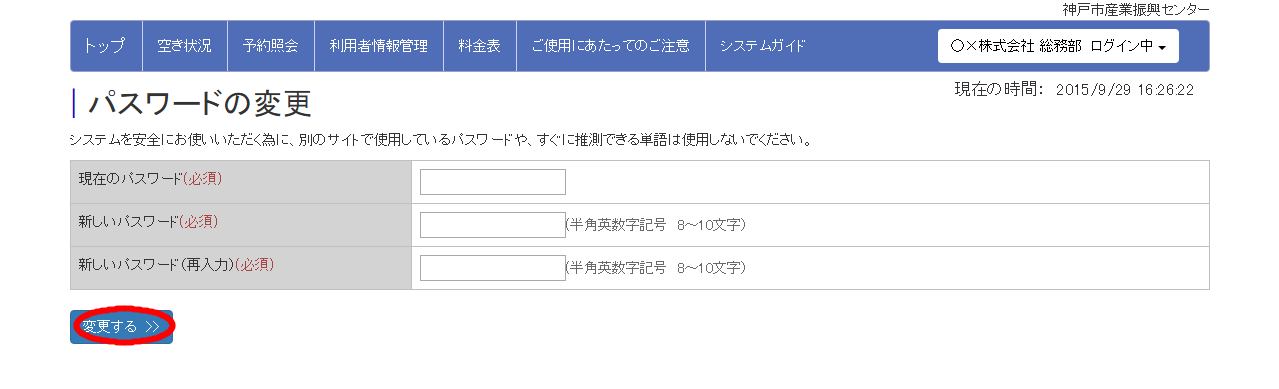 神戸市産業振興センター
トップ 空き状況 予約照会 利用者情報管理 料金表 ご使用にあたってのご注意 システムガイド 〇×株式会社 総務部 ログイン中
現在の時間： 2015/9/29 16:26:22
パスワードの変更
システムを安全にお使いいただく為に、別のサイトで使用しているパスワードや、すぐに推測できる単語は使用しないでください。
現在のパスワード(必須)
新しいパスワード(必須) (半角英数字記号 8～10文字)
新しいパスワード(再入力)(必須) (半角英数字記号 8～10文字)
変更する >>